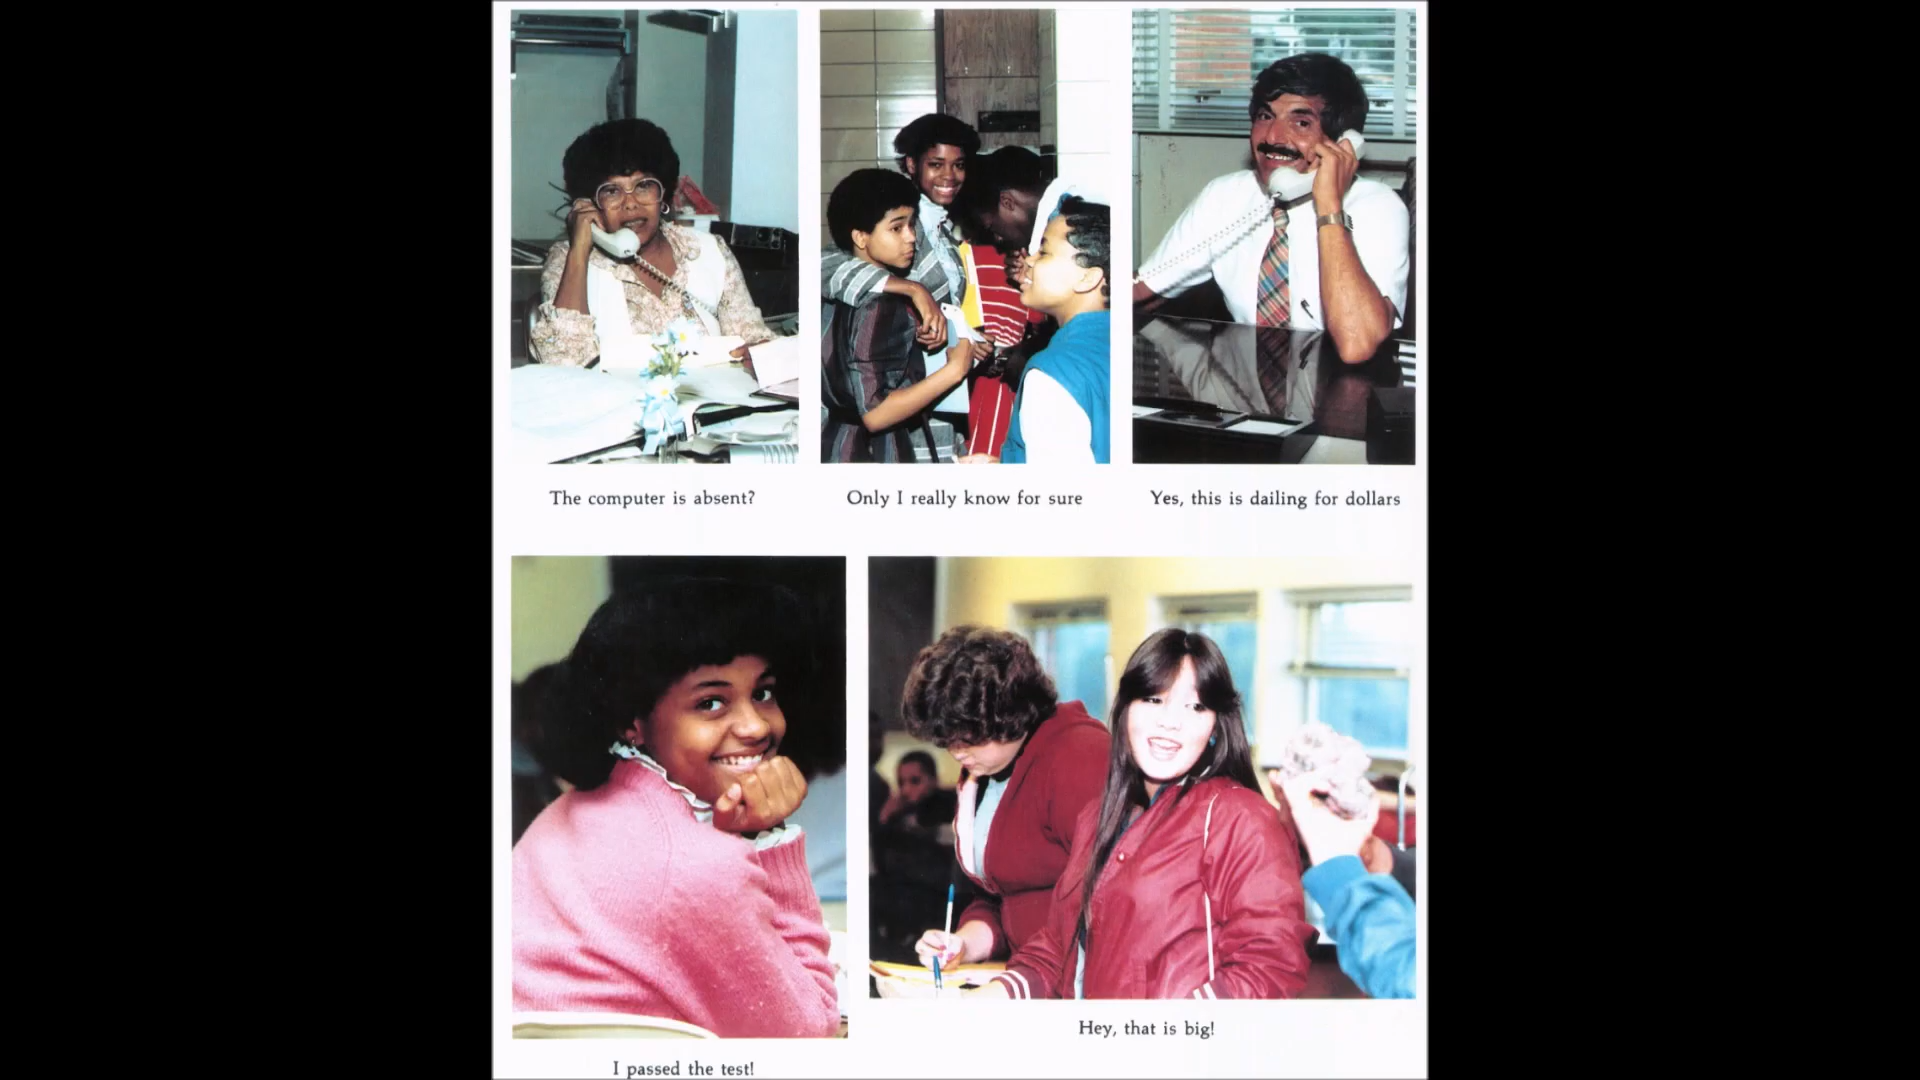 The computer is absent?
Only I really know for sure
Yes, this is dailing for dollars
Hey, that is big!
I passed the test!